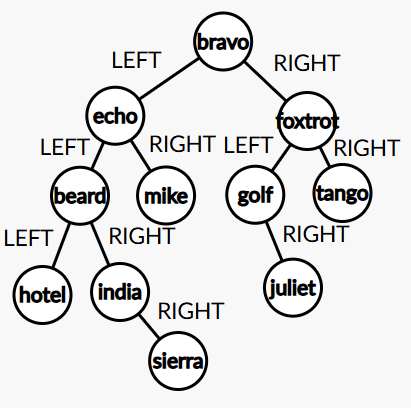 bravo
LEFT
RIGHT
echo
foxtrot
LEFT
RIGHT
LEFT
RIGHT
beard
mike
golf
tango
LEFT
RIGHT
RIGHT
hotel
india
juliet
RIGHT
sierra